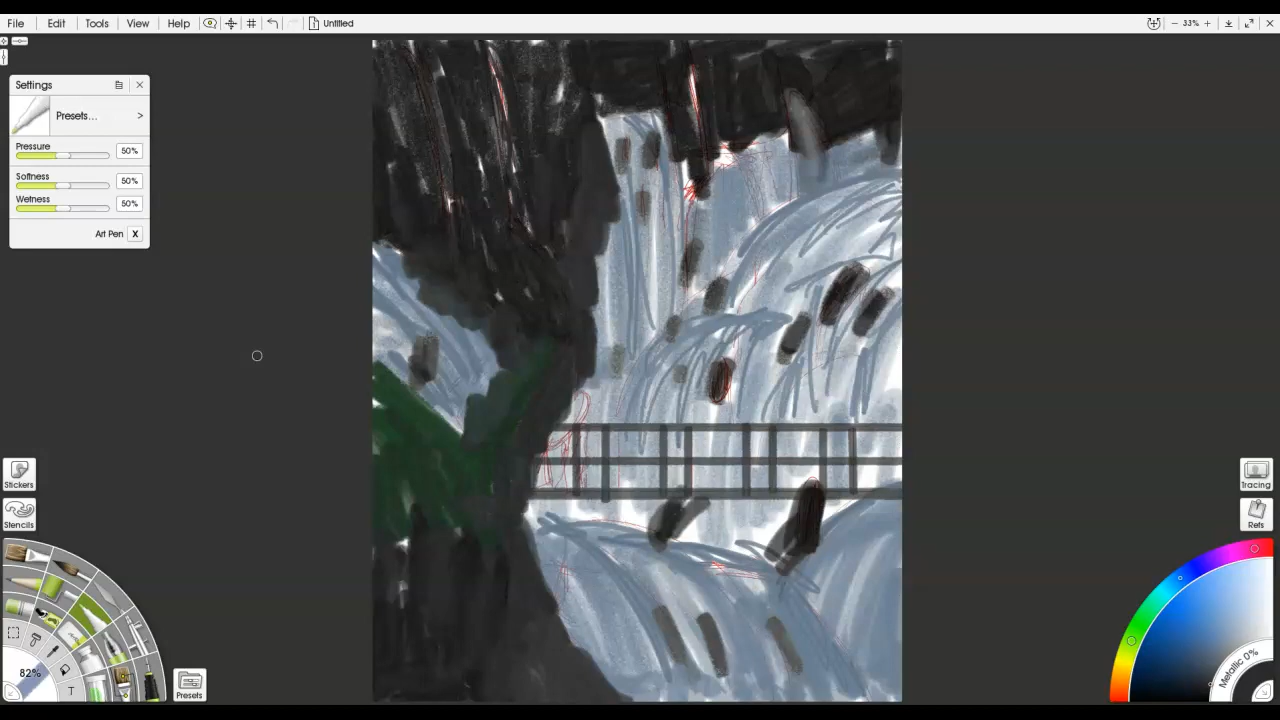 File Edit Tools View Help Untitled 33%
Settings
Presets...
Pressure 50%
Softness 50%
Wetness 50%
Art Pen X
Stickers
Stencils
Tracing
Refs
82%
T
Presets
Metallic 0%